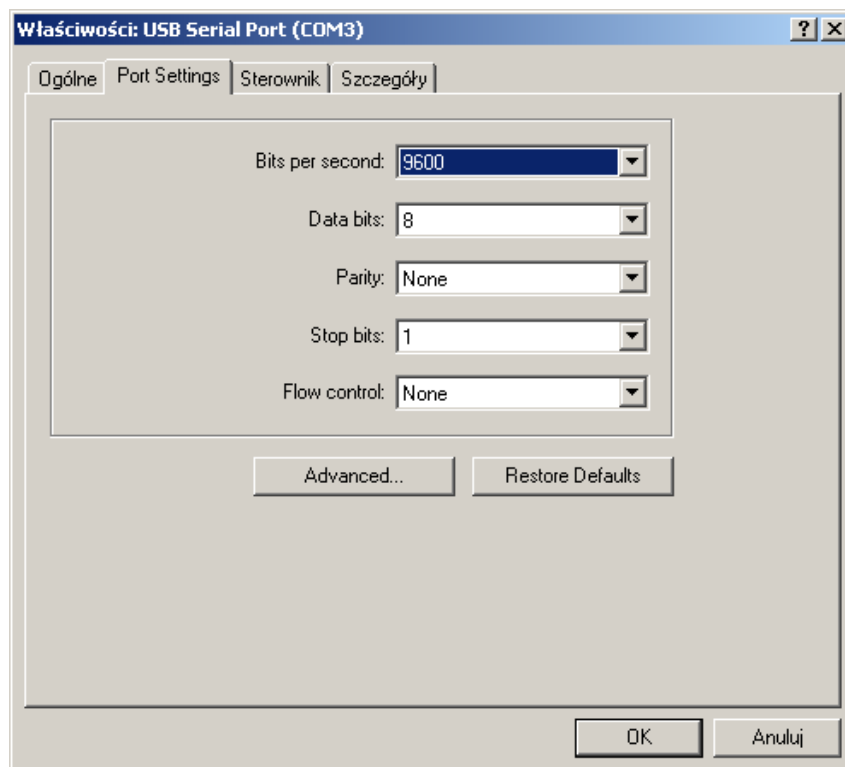 Właściwości: USB Serial Port (COM3)
Ogólne Port Settings Sterownik Szczegóły
Bits per second: 9600
Data bits: 8
Parity: None
Stop bits: 1
Flow control: None
Advanced... Restore Defaults
OK Anuluj